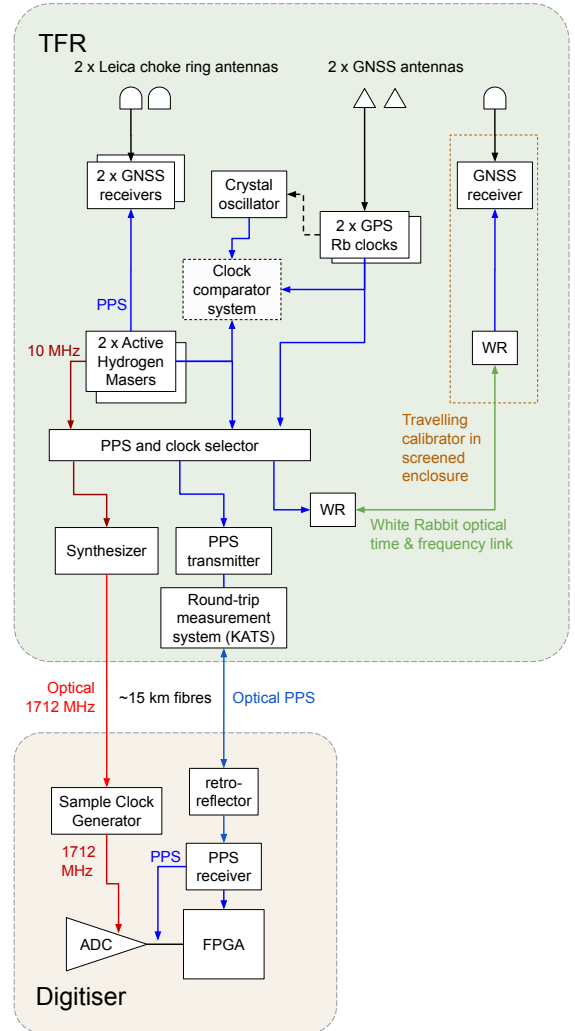 TFR
2 x Leica choke ring antennas
2 x GNSS antennas
2 x GNSS
receivers
Crystal
oscillator
2 x GPS
Rb clocks
GNSS
receiver
Clock
comparator
system
PPS
10 MHz
2 x Active
Hydrogen
Masers
WR
Travelling
calibrator in
screened
enclosure
PPS and clock selector
WR
White Rabbit optical
time & frequency link
Synthesizer
PPS
transmitter
Round-trip
measurement
system (KATS)
Optical
1712 MHz
~15 km fibres
Optical PPS
retro-
reflector
Sample Clock
Generator
1712
MHz
PPS
PPS
receiver
ADC
FPGA
Digitiser